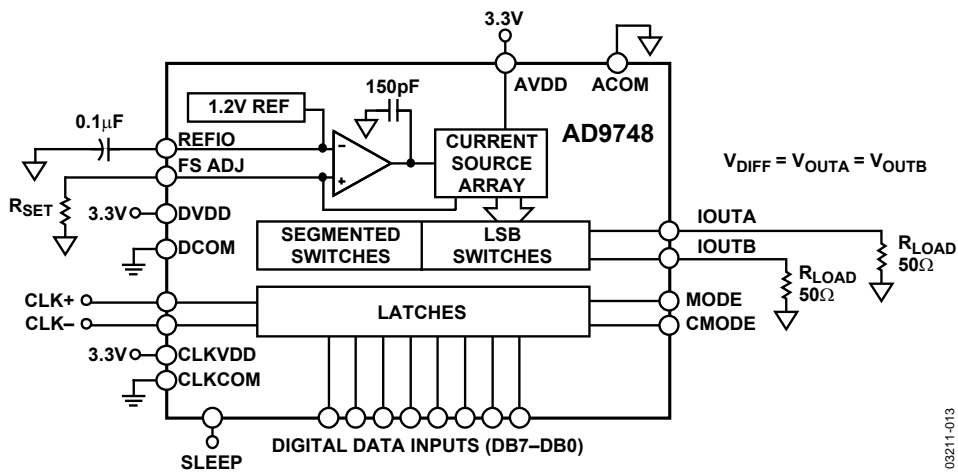 3.3V
AVDD
ACOM
150pF
1.2V REF
AD9748
0.1μF
REFIO
CURRENT
SOURCE
ARRAY
VDIFF = VOUTA = VOUTB
FS ADJ
RSET
3.3V
DVDD
DCOM
SEGMENTED
SWITCHES
LSB
SWITCHES
IOUTA
IOUTB
RLOAD
50Ω
RLOAD
50Ω
CLK+
CLK–
LATCHES
MODE
CMODE
3.3V
CLKVDD
CLKCOM
SLEEP
DIGITAL DATA INPUTS (DB7–DB0)
03211-013